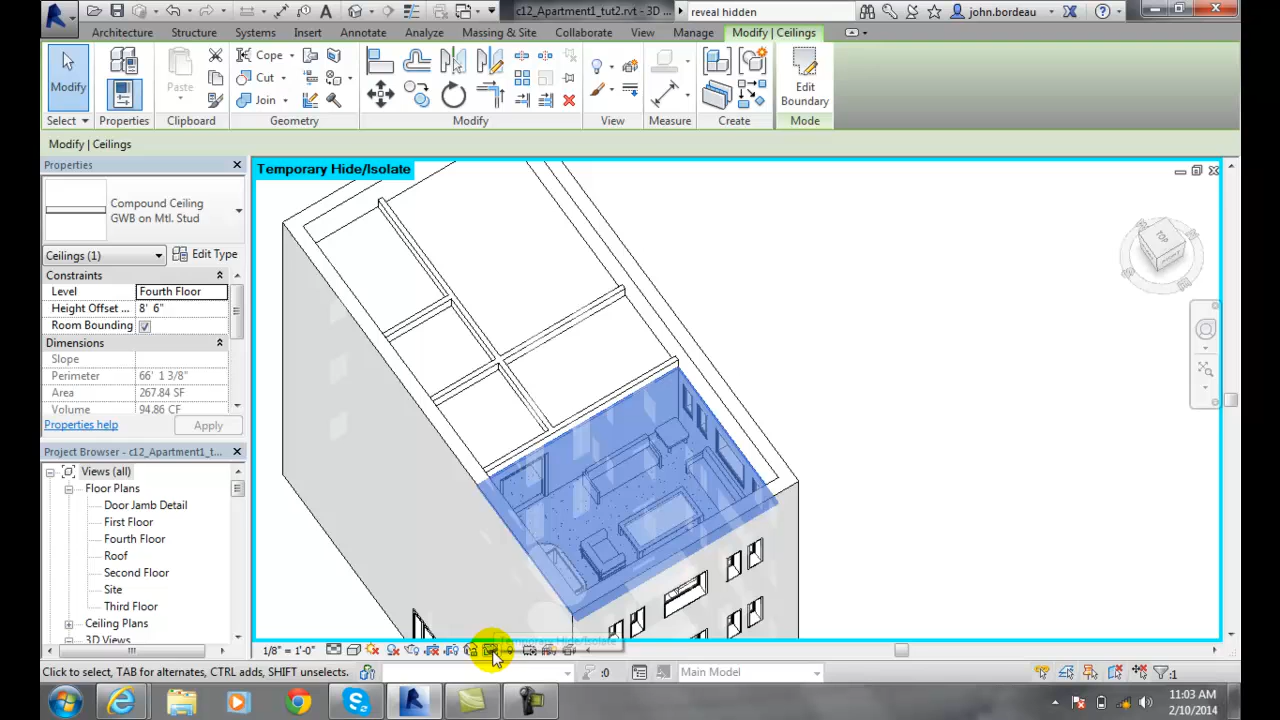 c12_Apartment1_tut2.rvt - 3D ... reveal hidden john.bordeau
Architecture Structure Systems Insert Annotate Analyze Massing & Site Collaborate View Manage Modify | Ceilings
Modify Paste Cope Cut Join Edit Boundary
Select Properties Clipboard Geometry Modify View Measure Create Mode
Modify | Ceilings
Properties
Compound Ceiling
GWB on Mtl. Stud
Ceilings (1) Edit Type
Constraints
Level Fourth Floor
Height Offset ... 8' 6"
Room Bounding
Dimensions
Slope
Perimeter 66' 1 3/8"
Area 267.84 SF
Volume 94.86 CF
Properties help Apply
Project Browser - c12_Apartment1_t...
Views (all)
Floor Plans
Door Jamb Detail
First Floor
Fourth Floor
Roof
Second Floor
Site
Third Floor
Ceiling Plans
3D Views
Temporary Hide/Isolate
TOP
Temporary Hide/Isolate
1/8" = 1'-0"
Click to select, TAB for alternates, CTRL adds, SHIFT unselects. :0 Main Model :1
11:03 AM
2/10/2014